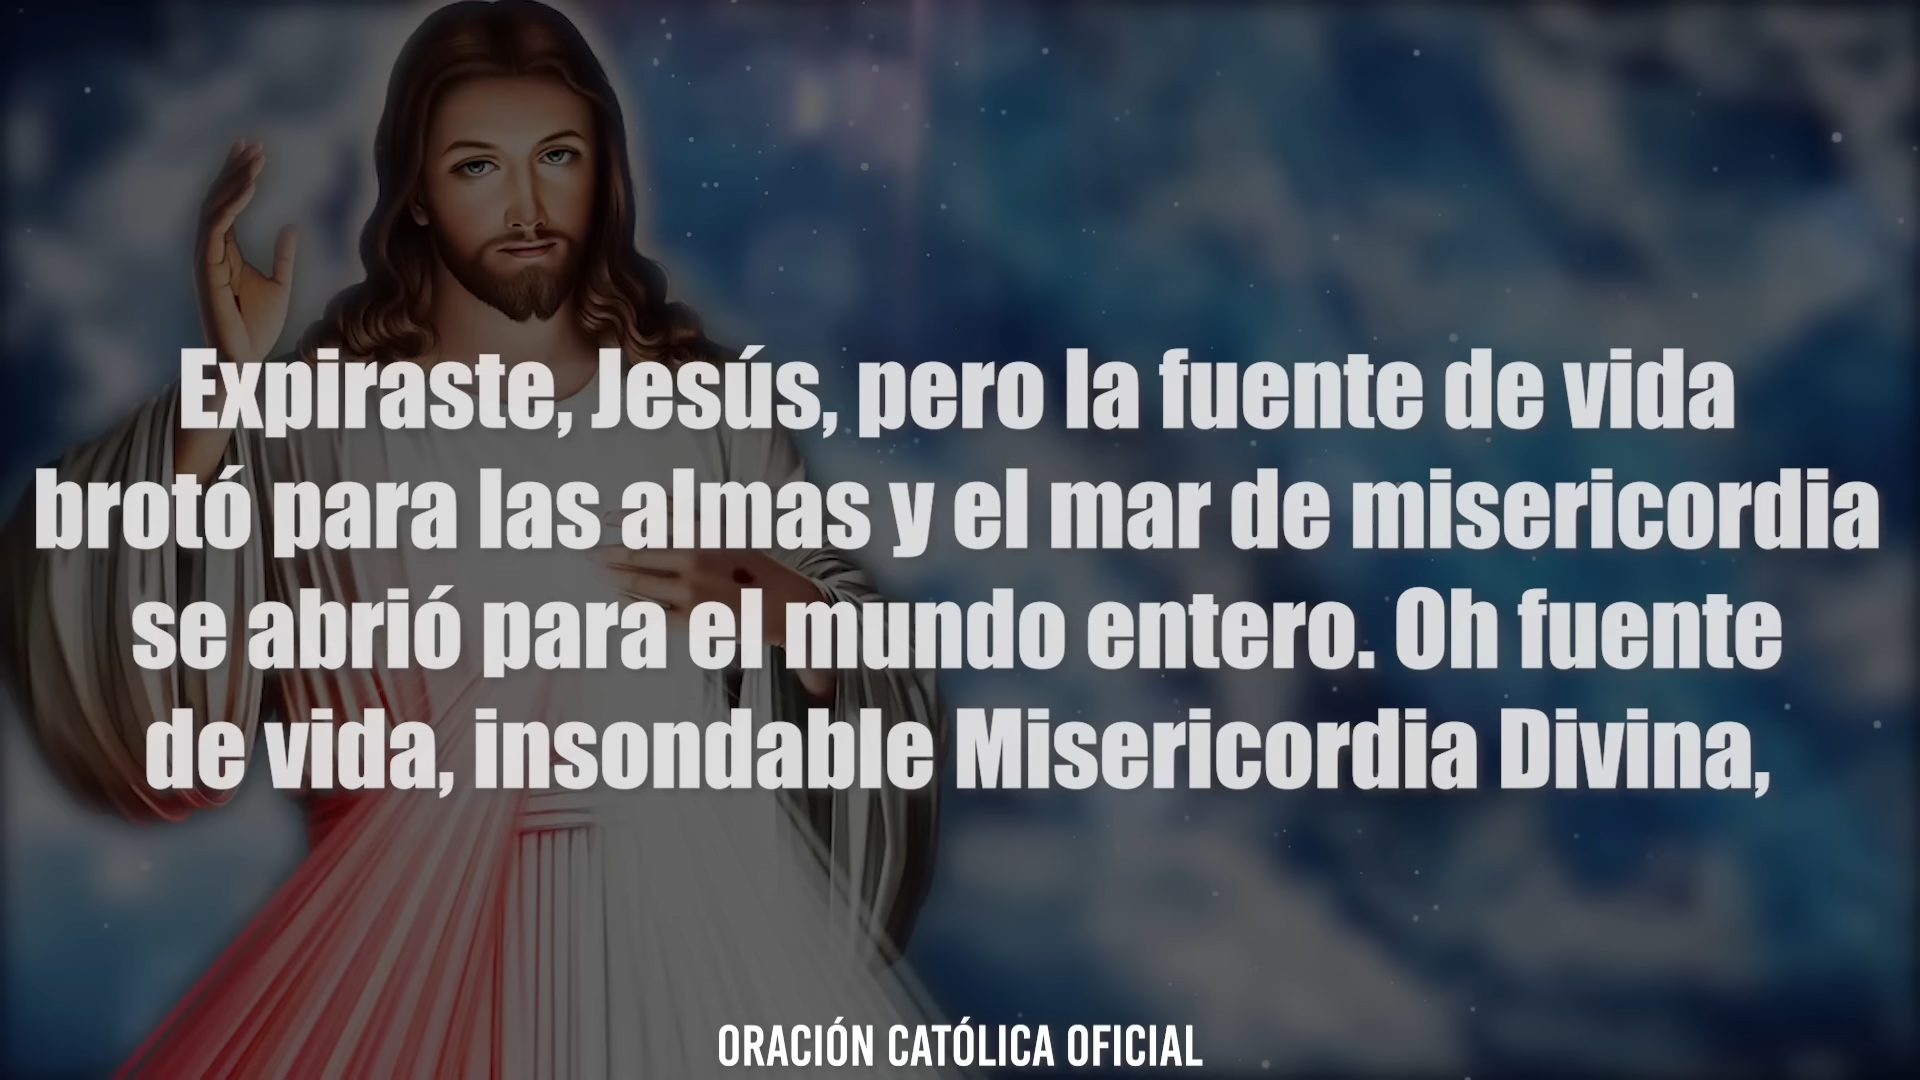 Expiraste, Jesús, pero la fuente de vida
brotó para las almas y el mar de misericordia
se abrió para el mundo entero. Oh fuente
de vida, insondable Misericordia Divina,
ORACIÓN CATÓLICA OFICIAL